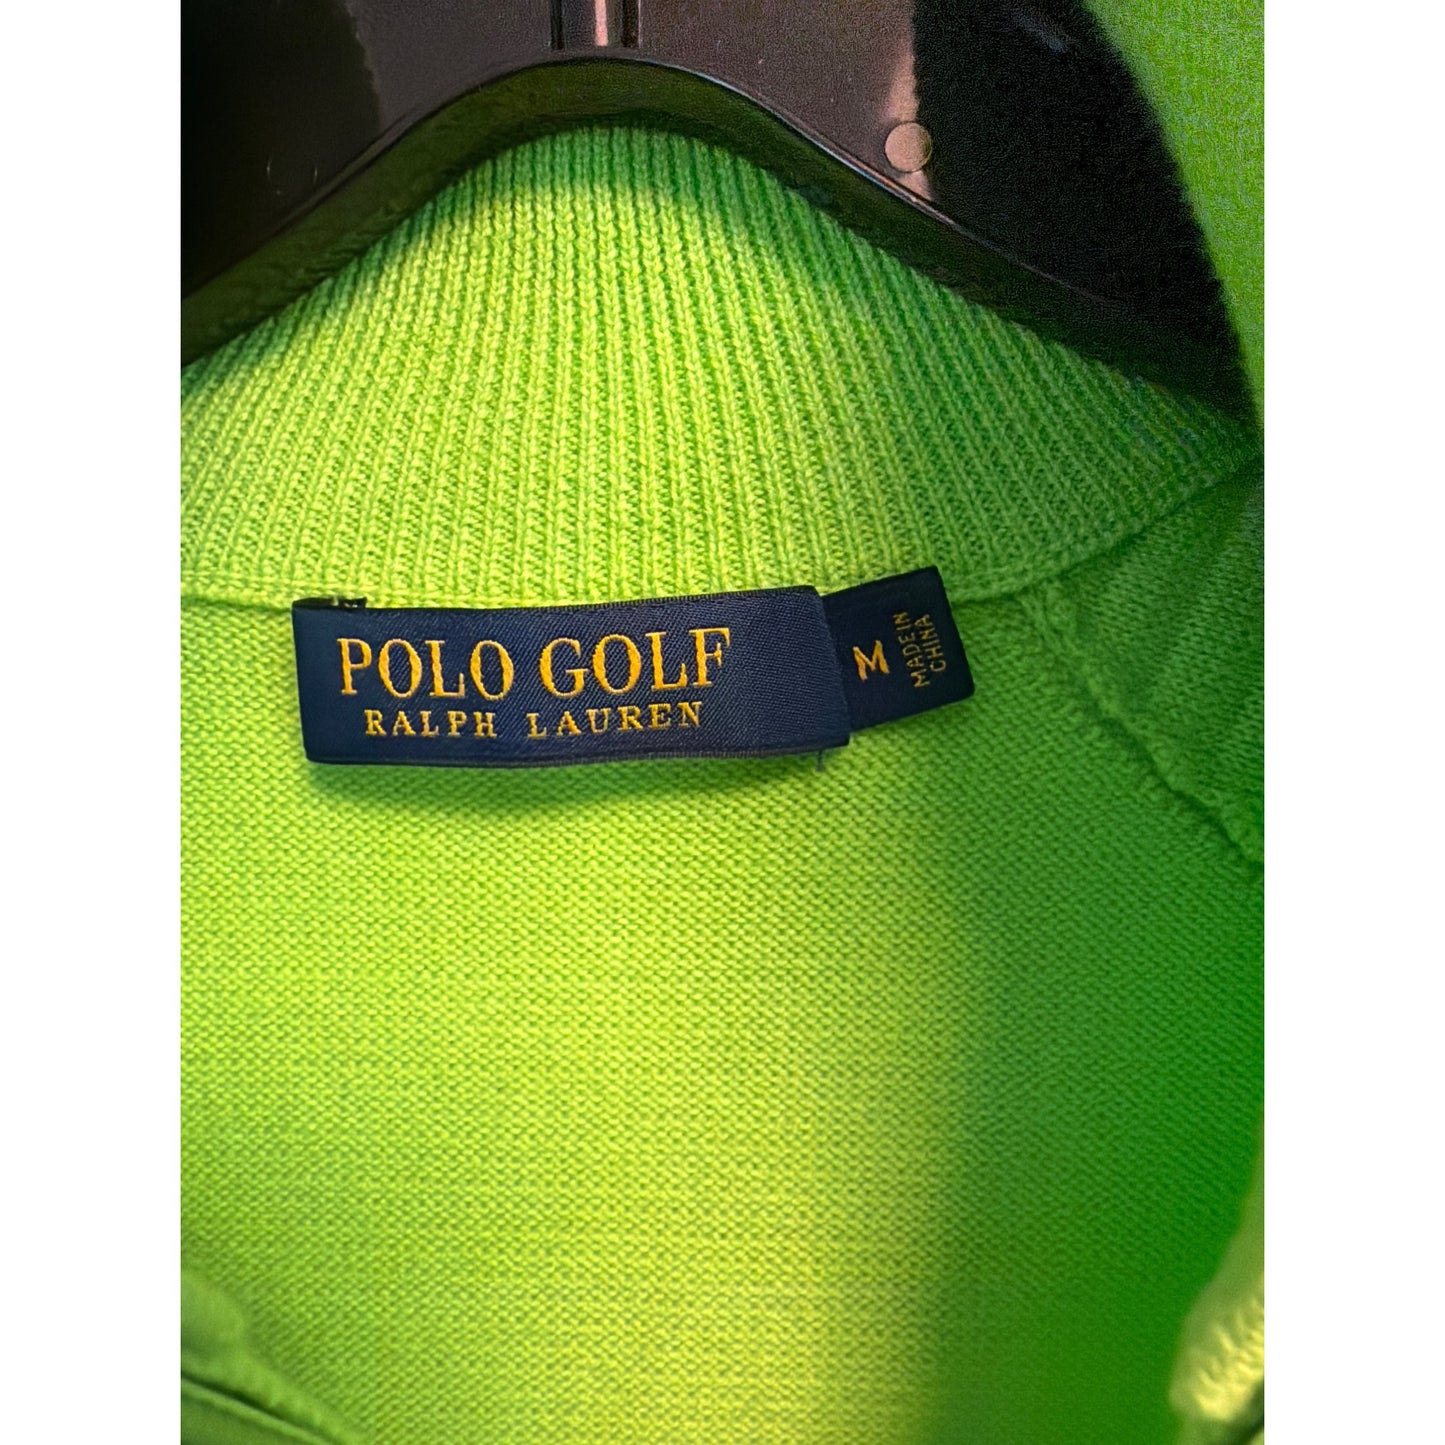 POLO GOLF
RALPH LAUREN
M
MADE IN
CHINA